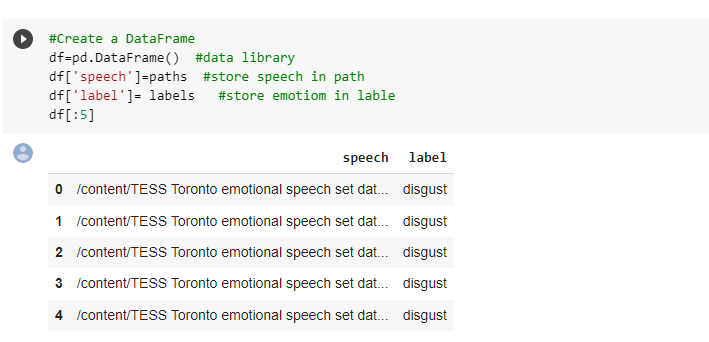 #Create a DataFrame
df=pd.DataFrame()  #data library
df['speech']=paths  #store speech in path
df['label']= labels   #store emotiom in lable
df[:5]
speech label
0 /content/TESS Toronto emotional speech set dat... disgust
1 /content/TESS Toronto emotional speech set dat... disgust
2 /content/TESS Toronto emotional speech set dat... disgust
3 /content/TESS Toronto emotional speech set dat... disgust
4 /content/TESS Toronto emotional speech set dat... disgust